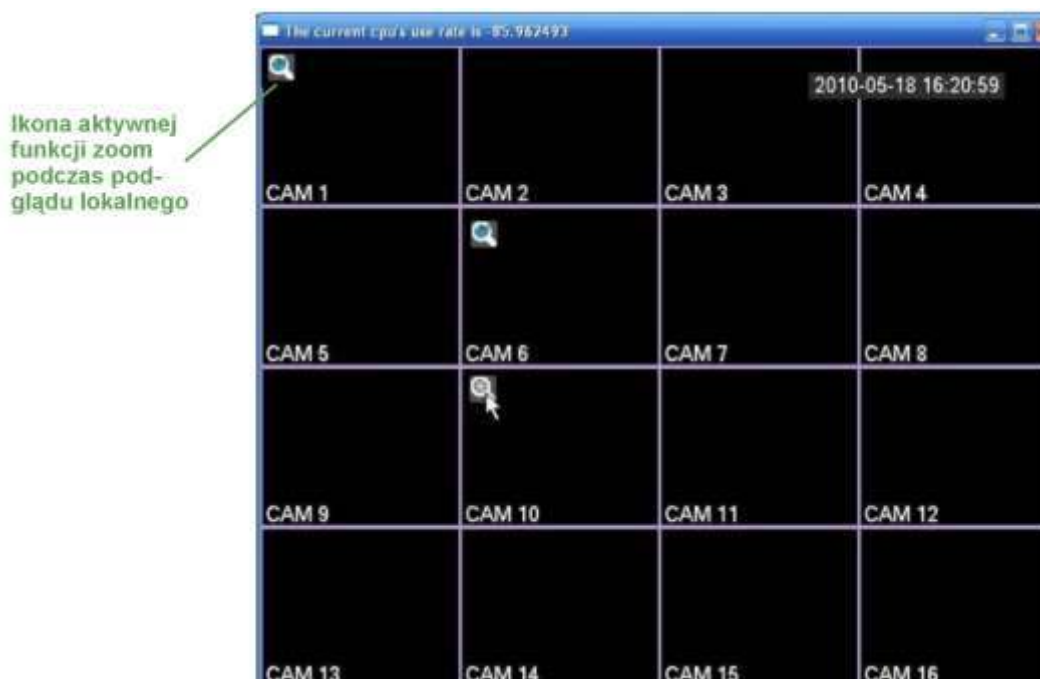 The current cpu's use rate is -85.962493
2010-05-18 16:20:59
Ikona aktywnej
funkcji zoom
podczas pod-
glądu lokalnego
CAM 1
CAM 2
CAM 3
CAM 4
CAM 5
CAM 6
CAM 7
CAM 8
CAM 9
CAM 10
CAM 11
CAM 12
CAM 13
CAM 14
CAM 15
CAM 16